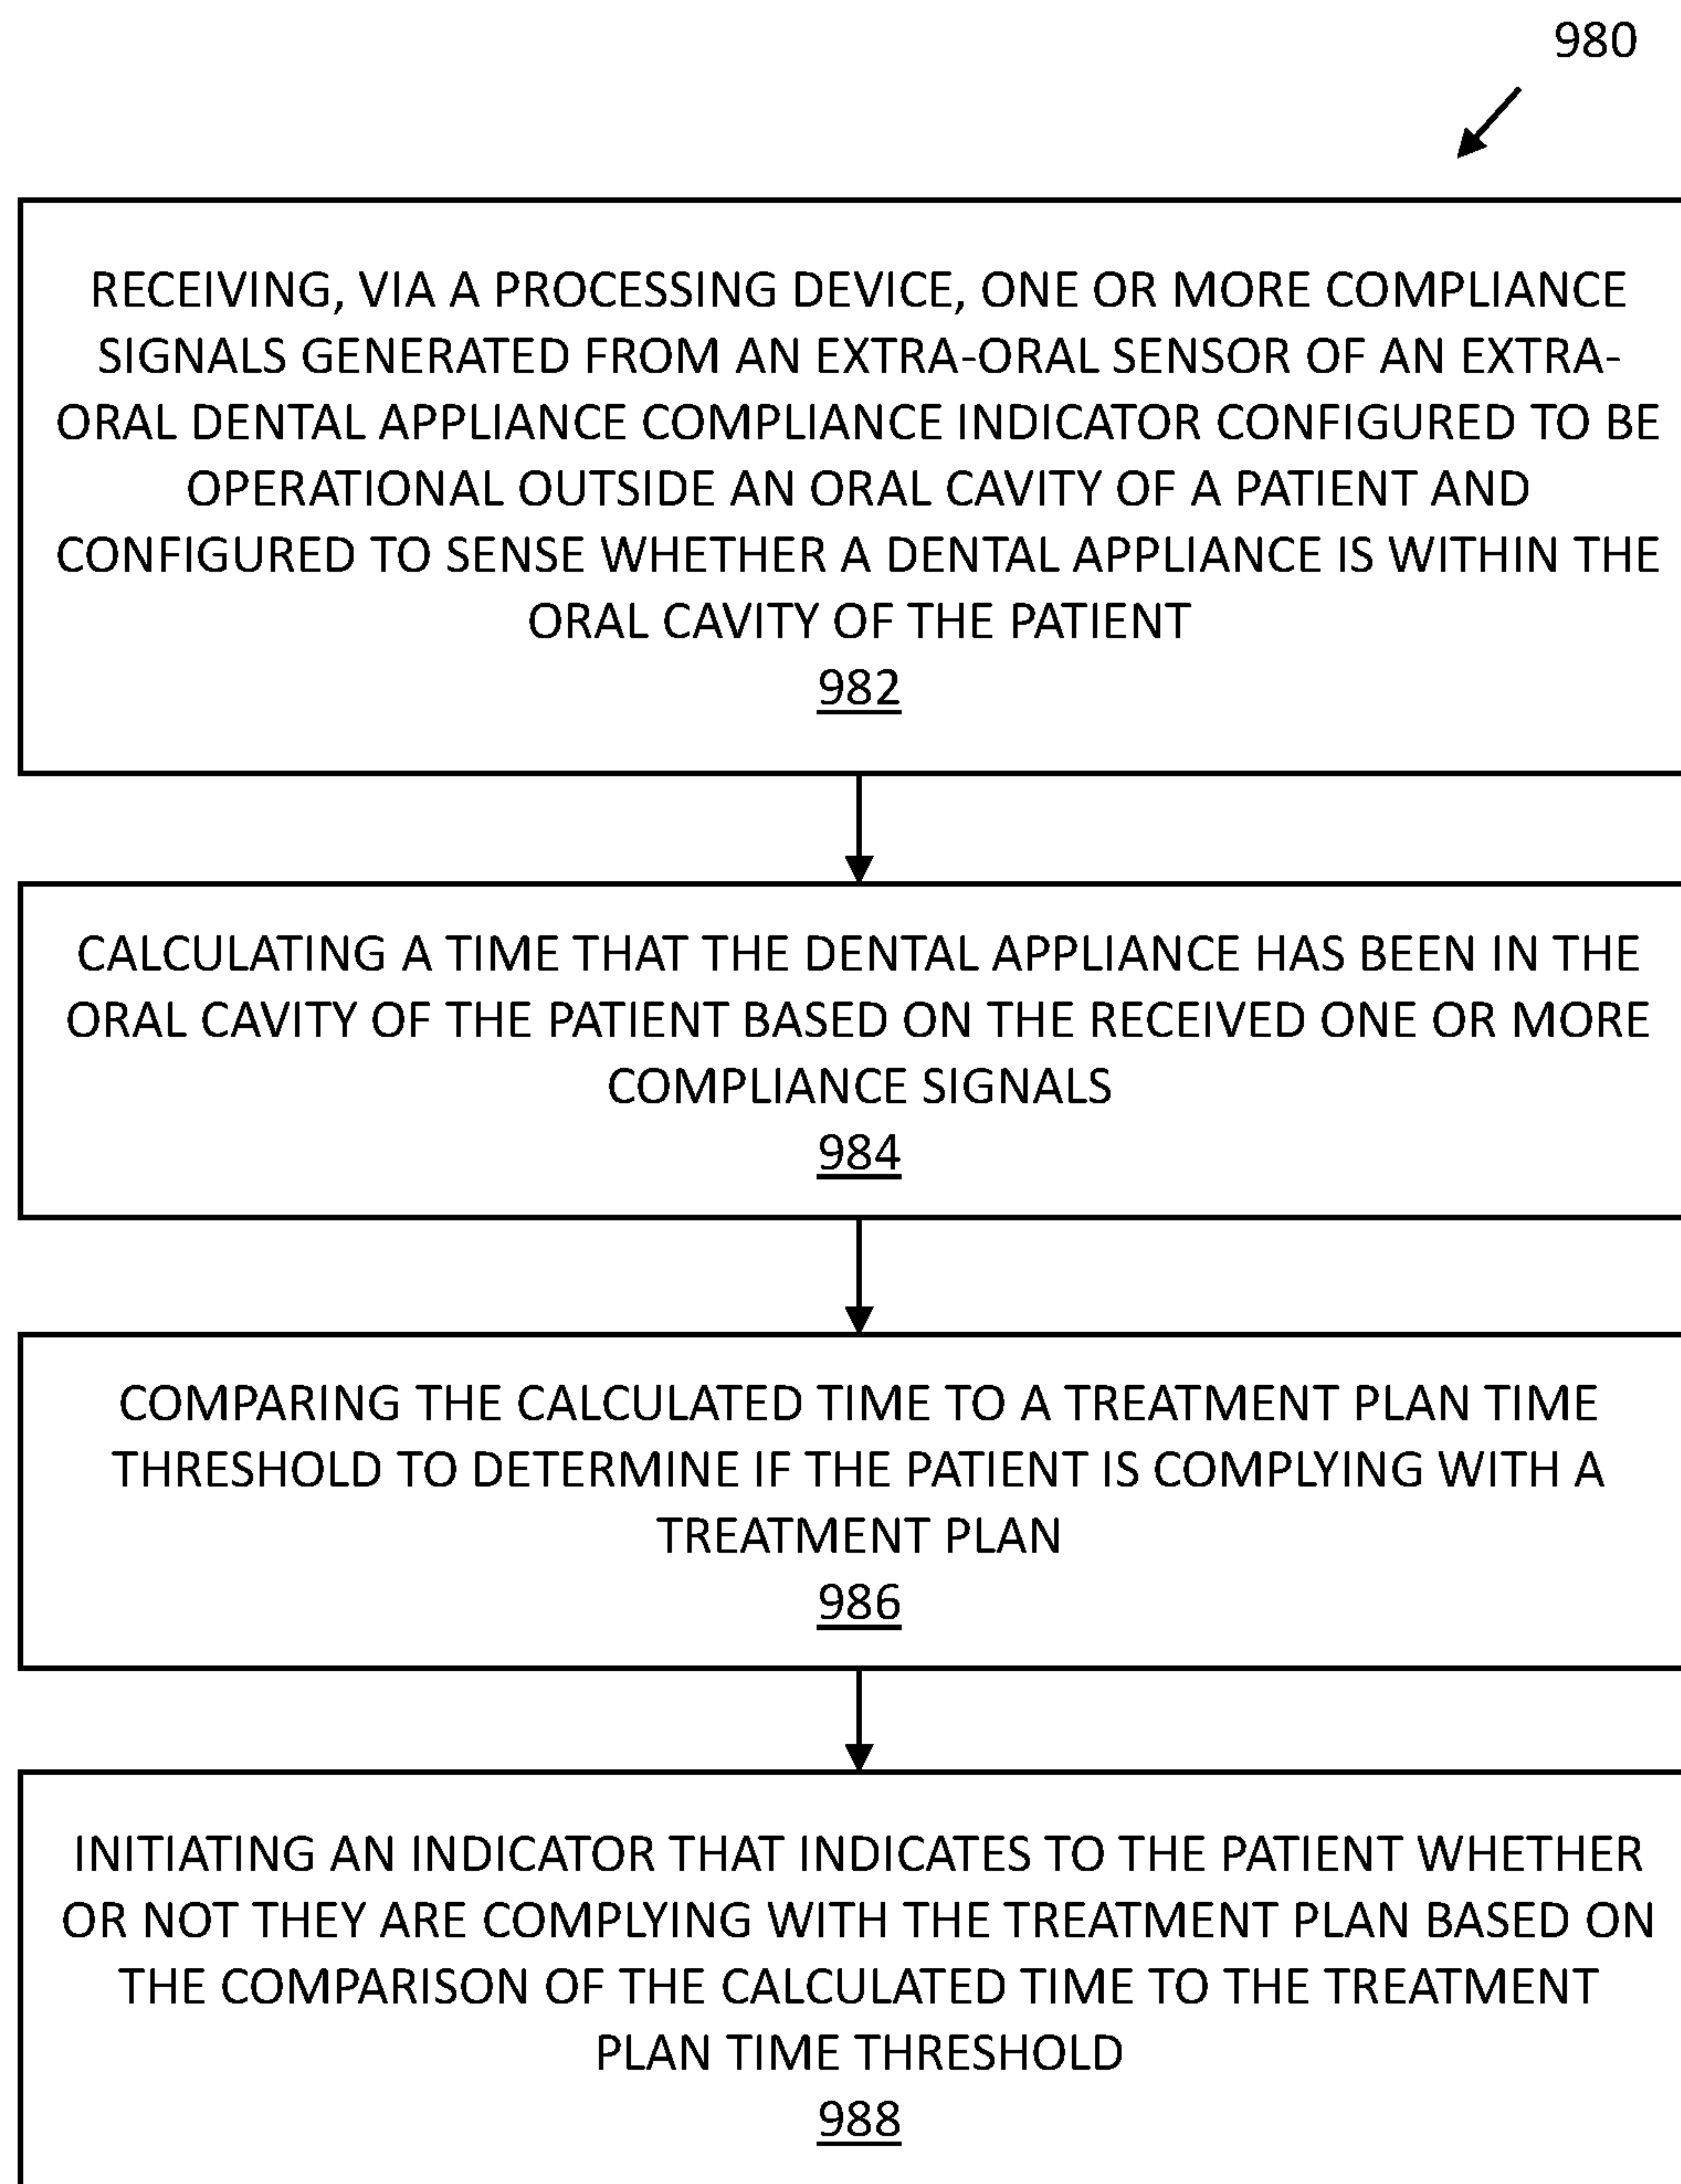 980
RECEIVING, VIA A PROCESSING DEVICE, ONE OR MORE COMPLIANCE
SIGNALS GENERATED FROM AN EXTRA-ORAL SENSOR OF AN EXTRA-
ORAL DENTAL APPLIANCE COMPLIANCE INDICATOR CONFIGURED TO BE
OPERATIONAL OUTSIDE AN ORAL CAVITY OF A PATIENT AND
CONFIGURED TO SENSE WHETHER A DENTAL APPLIANCE IS WITHIN THE
ORAL CAVITY OF THE PATIENT
982
CALCULATING A TIME THAT THE DENTAL APPLIANCE HAS BEEN IN THE
ORAL CAVITY OF THE PATIENT BASED ON THE RECEIVED ONE OR MORE
COMPLIANCE SIGNALS
984
COMPARING THE CALCULATED TIME TO A TREATMENT PLAN TIME
THRESHOLD TO DETERMINE IF THE PATIENT IS COMPLYING WITH A
TREATMENT PLAN
986
INITIATING AN INDICATOR THAT INDICATES TO THE PATIENT WHETHER
OR NOT THEY ARE COMPLYING WITH THE TREATMENT PLAN BASED ON
THE COMPARISON OF THE CALCULATED TIME TO THE TREATMENT
PLAN TIME THRESHOLD
988